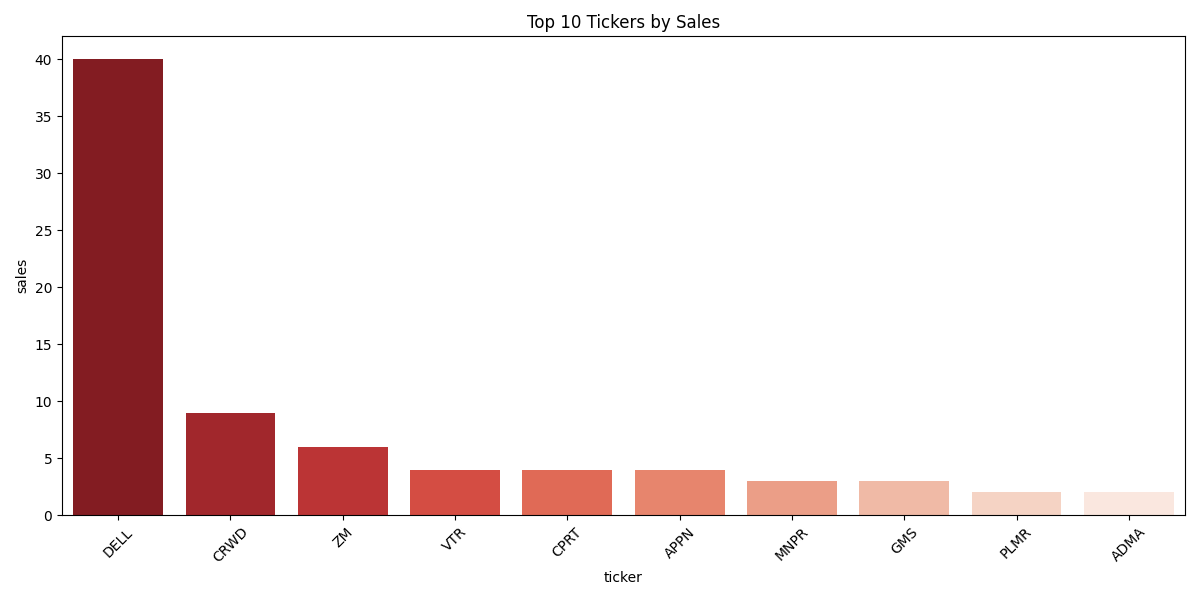 Top 10 Tickers by Sales
sales
40
35
30
25
20
15
10
5
0
DELL
CRWD
ZM
VTR
CPRT
APPN
MNPR
GMS
PLMR
ADMA
ticker